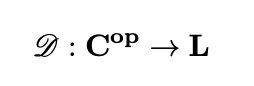 𝒟 : C^op → L